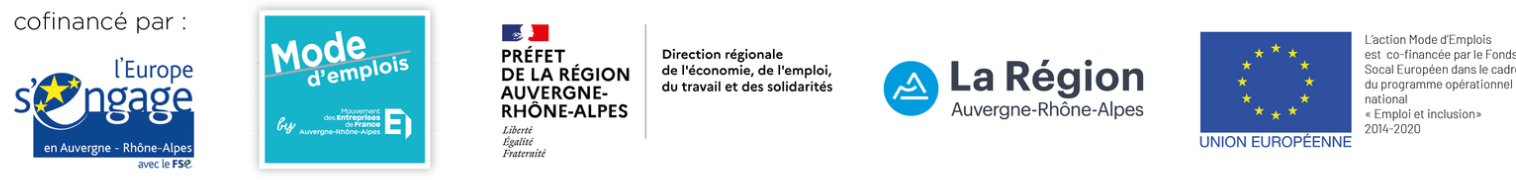 cofinancé par :
l'Europe
s'engage
en Auvergne - Rhône-Alpes
avec le FSe
Mode
d'emplois
by
Mouvement
des Entreprises
de France
Auvergne-Rhône-Alpes
PRÉFET
DE LA RÉGION
AUVERGNE-
RHÔNE-ALPES
Liberté
Égalité
Fraternité
Direction régionale
de l'économie, de l'emploi,
du travail et des solidarités
La Région
Auvergne-Rhône-Alpes
UNION EUROPÉENNE
L'action Mode d'Emplois
est co-financée par le Fonds
Socal Européen dans le cadre
du programme opérationnel
national
« Emploi et inclusion»
2014-2020